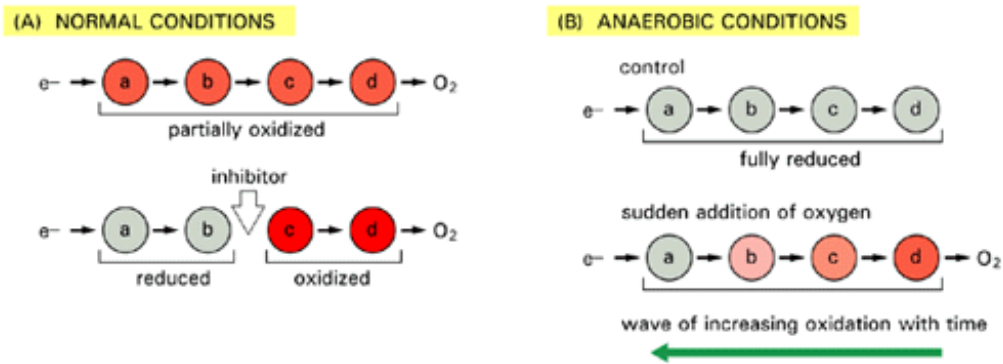 (A) NORMAL CONDITIONS
e– a b c d O2
partially oxidized
inhibitor
e– a b c d O2
reduced oxidized
(B) ANAEROBIC CONDITIONS
control
e– a b c d
fully reduced
sudden addition of oxygen
e– a b c d O2
wave of increasing oxidation with time